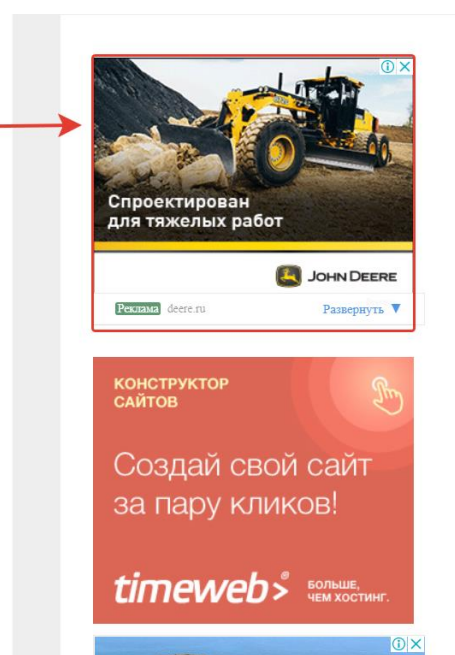 Спроектирован
для тяжелых работ
JOHN DEERE
Реклама deere.ru
Развернуть ▼
КОНСТРУКТОР
САЙТОВ
Создай свой сайт
за пару кликов!
timeweb>®
БОЛЬШЕ,
ЧЕМ ХОСТИНГ.